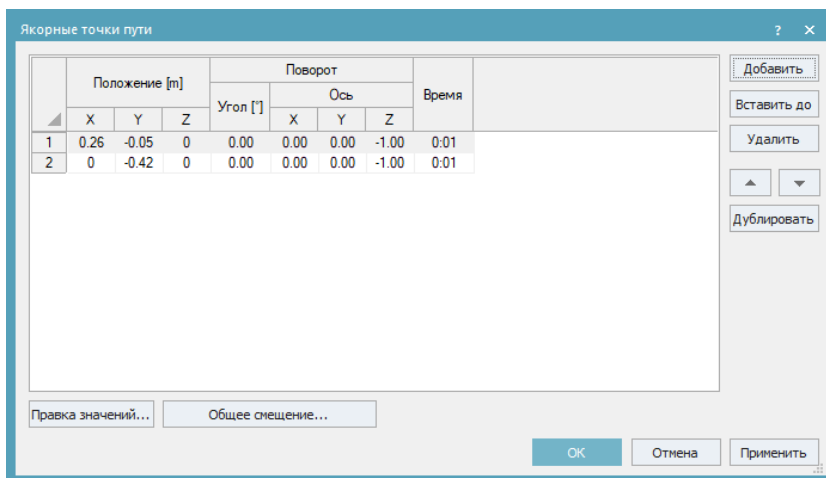 Якорные точки пути ? ×
Положение [m] Поворот Время
Угол [°] Ось
X Y Z X Y Z
1 0.26 -0.05 0 0.00 0.00 0.00 -1.00 0:01
2 0 -0.42 0 0.00 0.00 0.00 -1.00 0:01
Добавить
Вставить до
Удалить
Дублировать
Правка значений... Общее смещение...
OK Отмена Применить